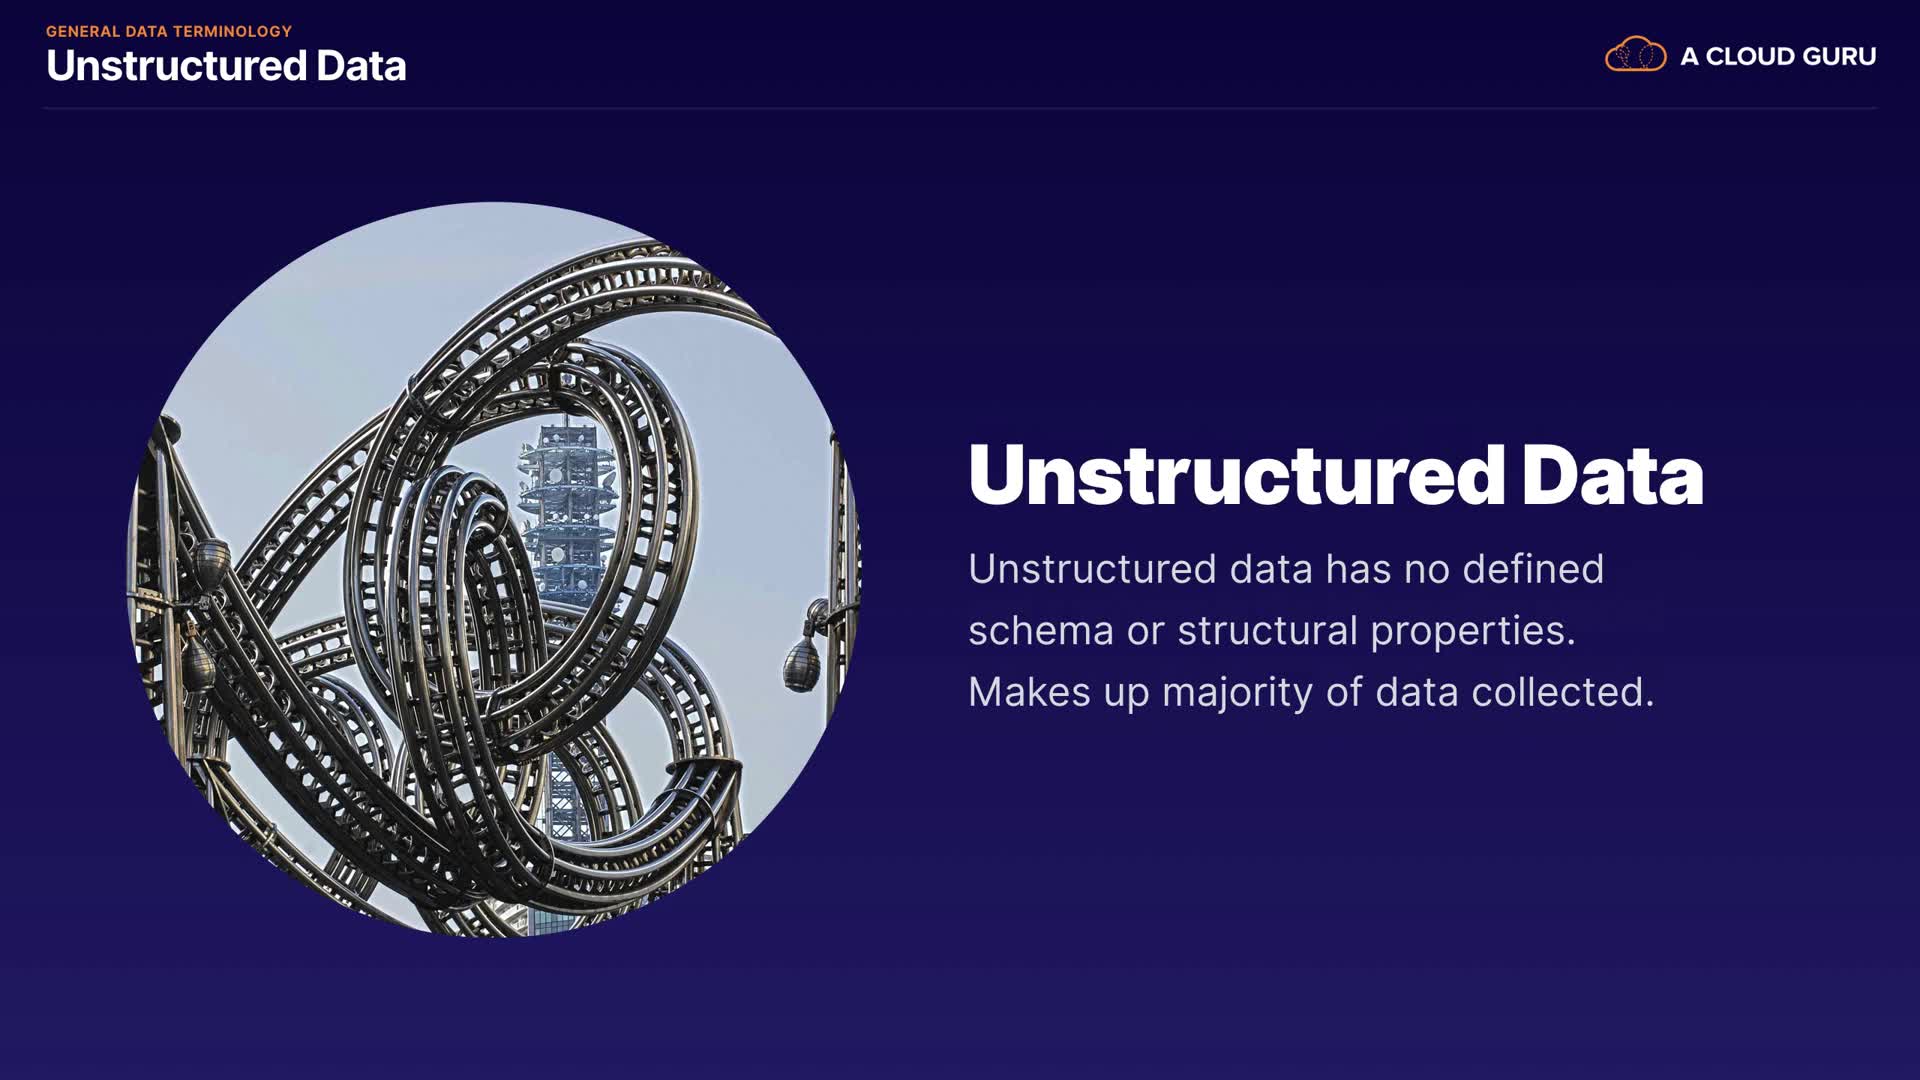 GENERAL DATA TERMINOLOGY
Unstructured Data
A CLOUD GURU
Unstructured Data
Unstructured data has no defined
schema or structural properties.
Makes up majority of data collected.